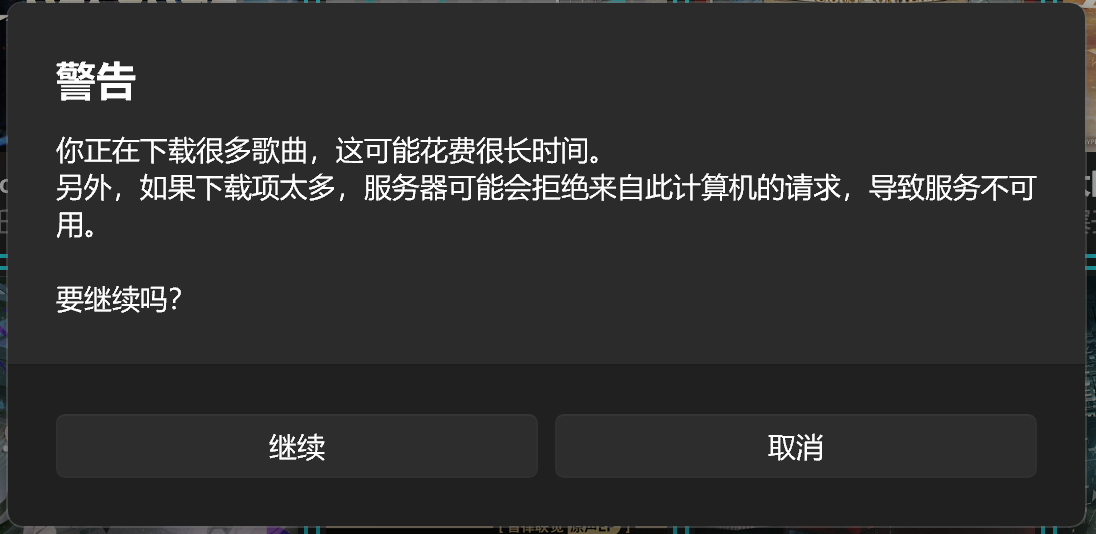 警告
你正在下载很多歌曲，这可能花费很长时间。
另外，如果下载项太多，服务器可能会拒绝来自此计算机的请求，导致服务不可
用。
要继续吗？
继续
取消